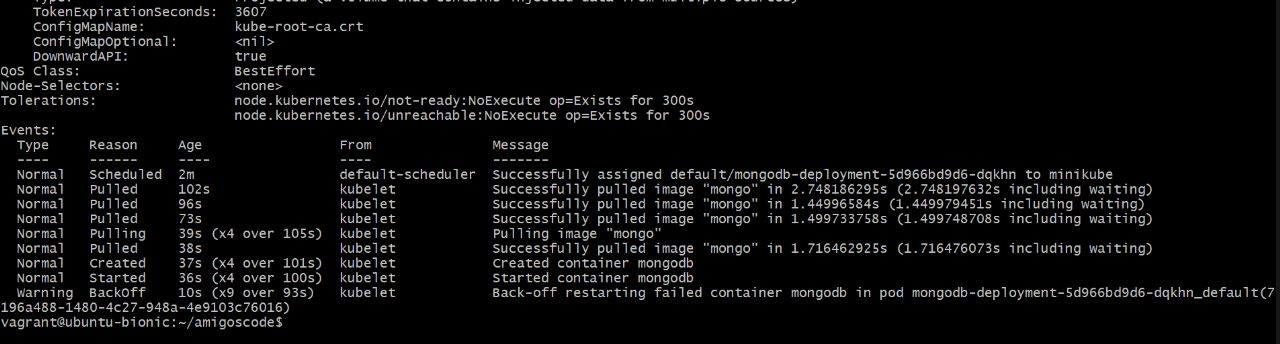 Type: Projected (a volume that contains injected data from multiple sources)
TokenExpirationSeconds: 3607
ConfigMapName: kube-root-ca.crt
ConfigMapOptional: <nil>
DownwardAPI: true
QoS Class: BestEffort
Node-Selectors: <none>
Tolerations: node.kubernetes.io/not-ready:NoExecute op=Exists for 300s
node.kubernetes.io/unreachable:NoExecute op=Exists for 300s
Events:
Type Reason Age From Message
---- ------ ---- ---- -------
Normal Scheduled 2m default-scheduler Successfully assigned default/mongodb-deployment-5d966bd9d6-dqkhn to minikube
Normal Pulled 102s kubelet Successfully pulled image "mongo" in 2.748186295s (2.748197632s including waiting)
Normal Pulled 96s kubelet Successfully pulled image "mongo" in 1.44996584s (1.449979451s including waiting)
Normal Pulled 73s kubelet Successfully pulled image "mongo" in 1.499733758s (1.499748708s including waiting)
Normal Pulling 39s (x4 over 105s) kubelet Pulling image "mongo"
Normal Pulled 38s kubelet Successfully pulled image "mongo" in 1.716462925s (1.716476073s including waiting)
Normal Created 37s (x4 over 101s) kubelet Created container mongodb
Normal Started 36s (x4 over 100s) kubelet Started container mongodb
Warning BackOff 10s (x9 over 93s) kubelet Back-off restarting failed container mongodb in pod mongodb-deployment-5d966bd9d6-dqkhn_default(7
196a488-1480-4c27-948a-4e9103c76016)
vagrant@ubuntu-bionic:~/amigoscode$